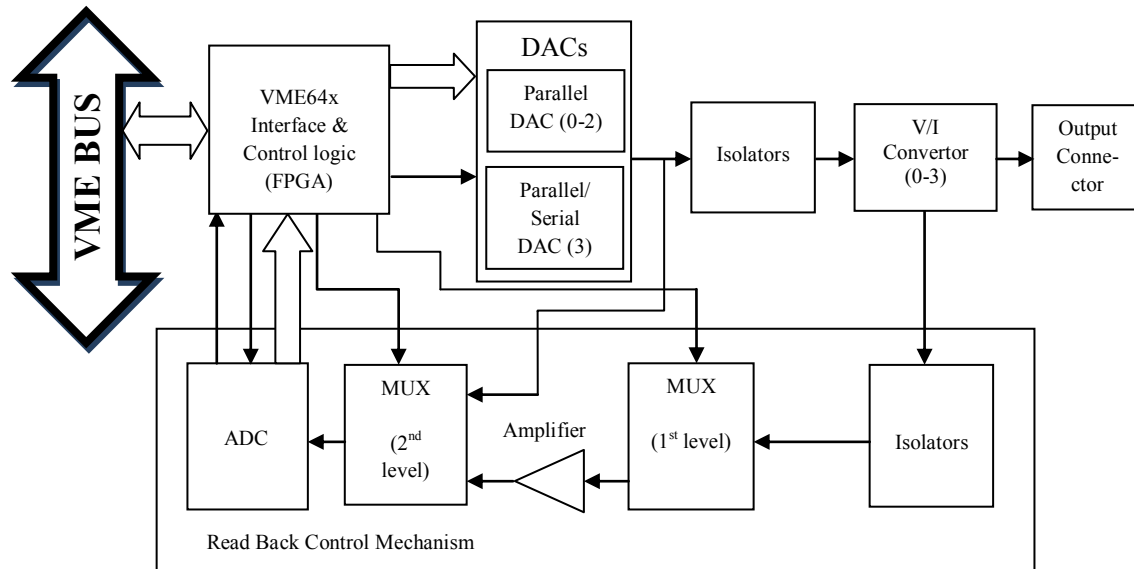 VME BUS
VME64x
Interface &
Control logic
(FPGA)
DACs
Parallel
DAC (0-2)
Parallel/
Serial
DAC (3)
Isolators
V/I
Convertor
(0-3)
Output
Conne-
ctor
ADC
MUX
(2nd
level)
Amplifier
MUX
(1st level)
Isolators
Read Back Control Mechanism